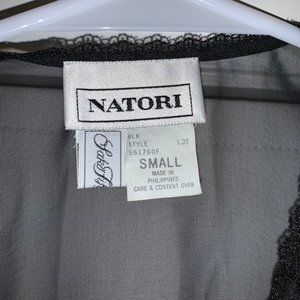 NATORI
BLK
STYLE LOT
S61760F
SMALL
MADE IN
PHILIPPINES
CARE & CONTENT OVER